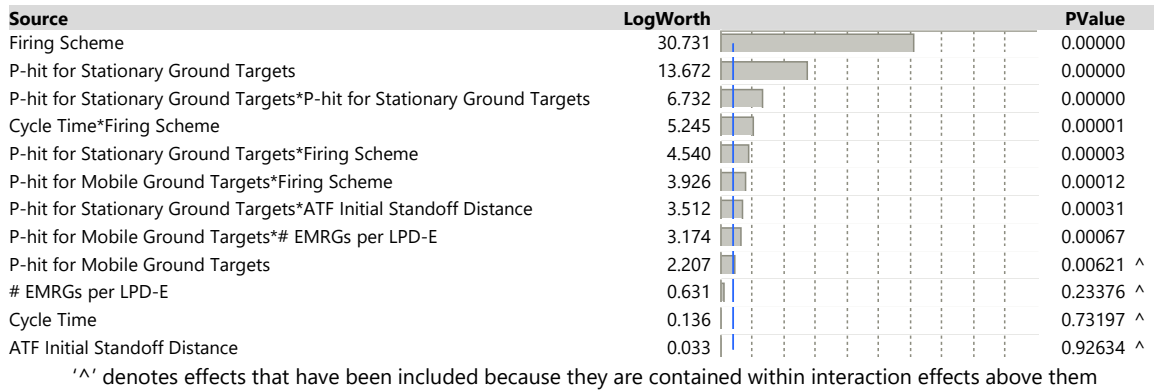 Source LogWorth PValue
Firing Scheme 30.731 0.00000
P-hit for Stationary Ground Targets 13.672 0.00000
P-hit for Stationary Ground Targets*P-hit for Stationary Ground Targets 6.732 0.00000
Cycle Time*Firing Scheme 5.245 0.00001
P-hit for Stationary Ground Targets*Firing Scheme 4.540 0.00003
P-hit for Mobile Ground Targets*Firing Scheme 3.926 0.00012
P-hit for Stationary Ground Targets*ATF Initial Standoff Distance 3.512 0.00031
P-hit for Mobile Ground Targets*# EMRGs per LPD-E 3.174 0.00067
P-hit for Mobile Ground Targets 2.207 0.00621 ^
# EMRGs per LPD-E 0.631 0.23376 ^
Cycle Time 0.136 0.73197 ^
ATF Initial Standoff Distance 0.033 0.92634 ^
'^' denotes effects that have been included because they are contained within interaction effects above them